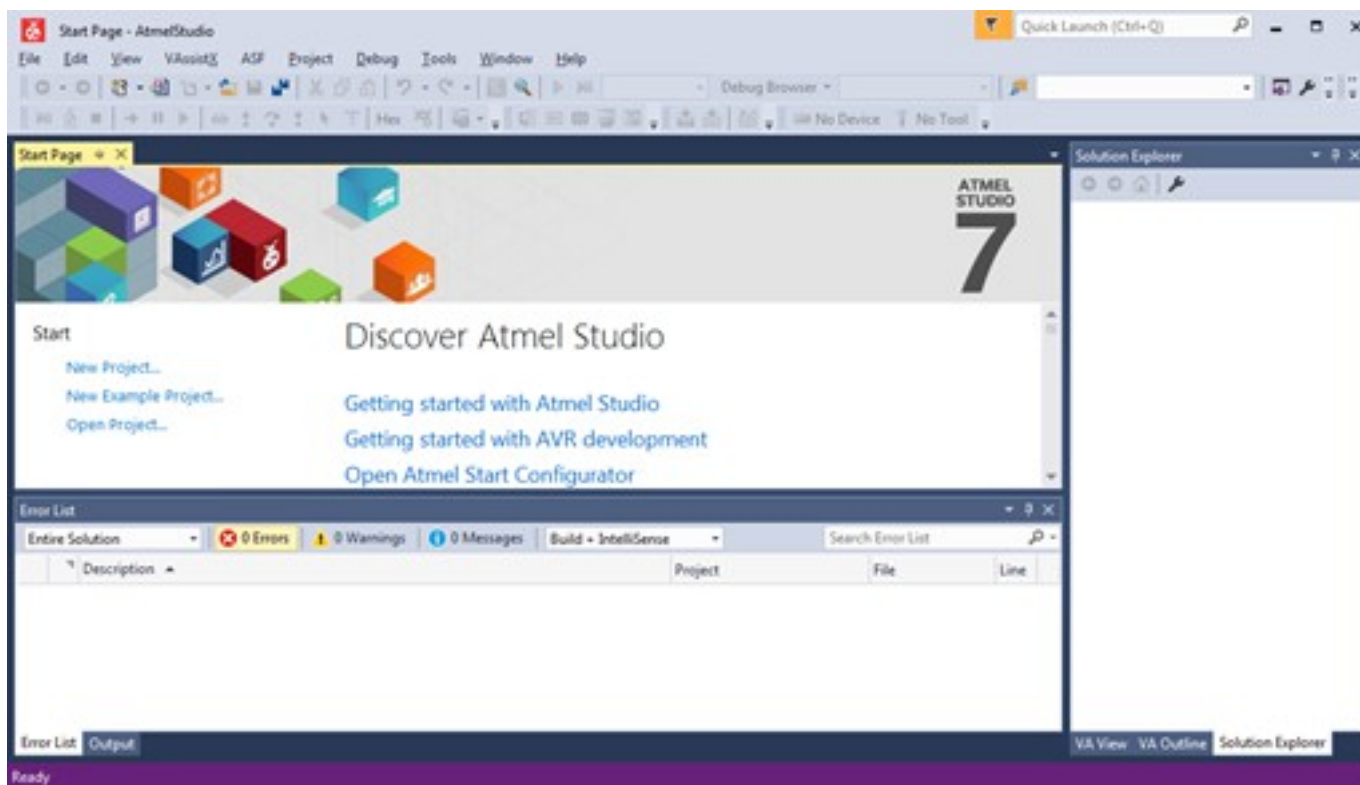 Start Page - AtmelStudio
Quick Launch (Ctrl+Q)
File Edit View VAssistX ASF Project Debug Tools Window Help
Debug Browser
Hex No Device No Tool
Start Page
Solution Explorer
ATMEL
STUDIO
7
Start
Discover Atmel Studio
New Project...
New Example Project...
Getting started with Atmel Studio
Open Project...
Getting started with AVR development
Open Atmel Start Configurator
Error List
Entire Solution 0 Errors 0 Warnings 0 Messages Build + IntelliSense Search Error List
Description Project File Line
Error List Output
VA View VA Outline Solution Explorer
Ready